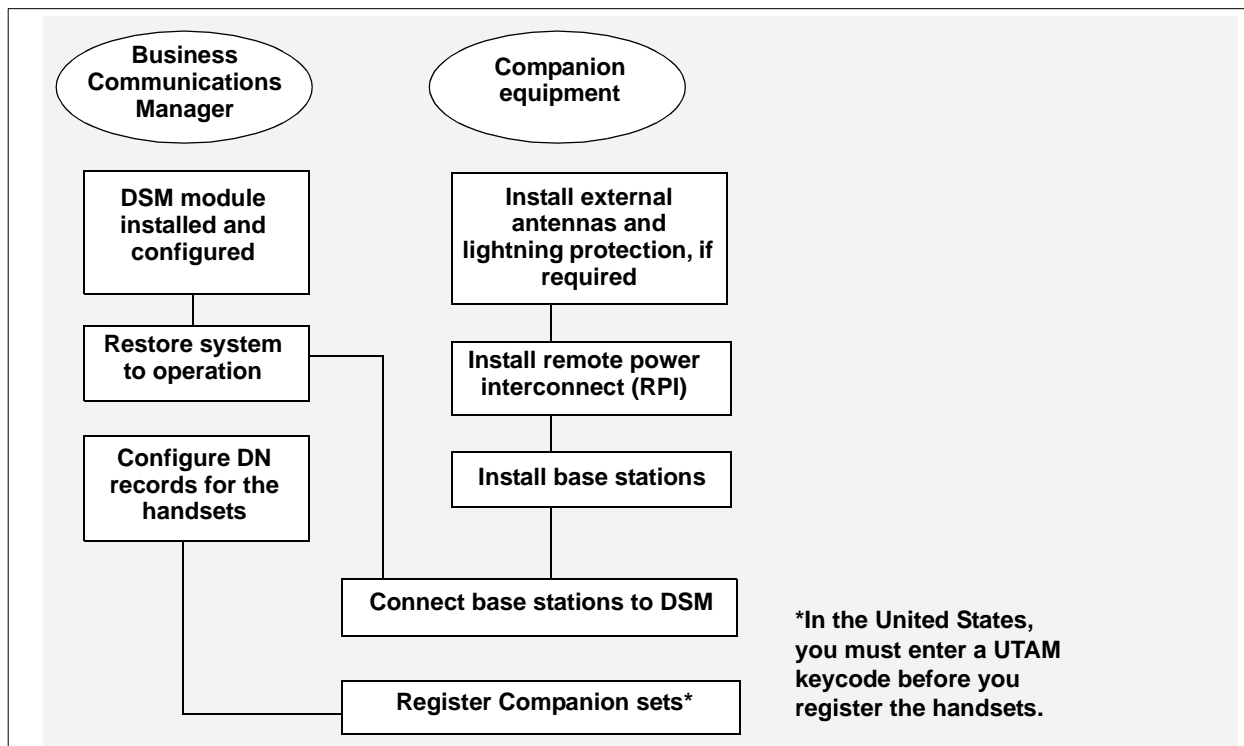 Business
Communications
Manager
Companion
equipment
DSM module
installed and
configured
Install external
antennas and
lightning protection, if
required
Restore system
to operation
Install remote power
interconnect (RPI)
Configure DN
records for the
handsets
Install base stations
Connect base stations to DSM
Register Companion sets*
*In the United States,
you must enter a UTAM
keycode before you
register the handsets.